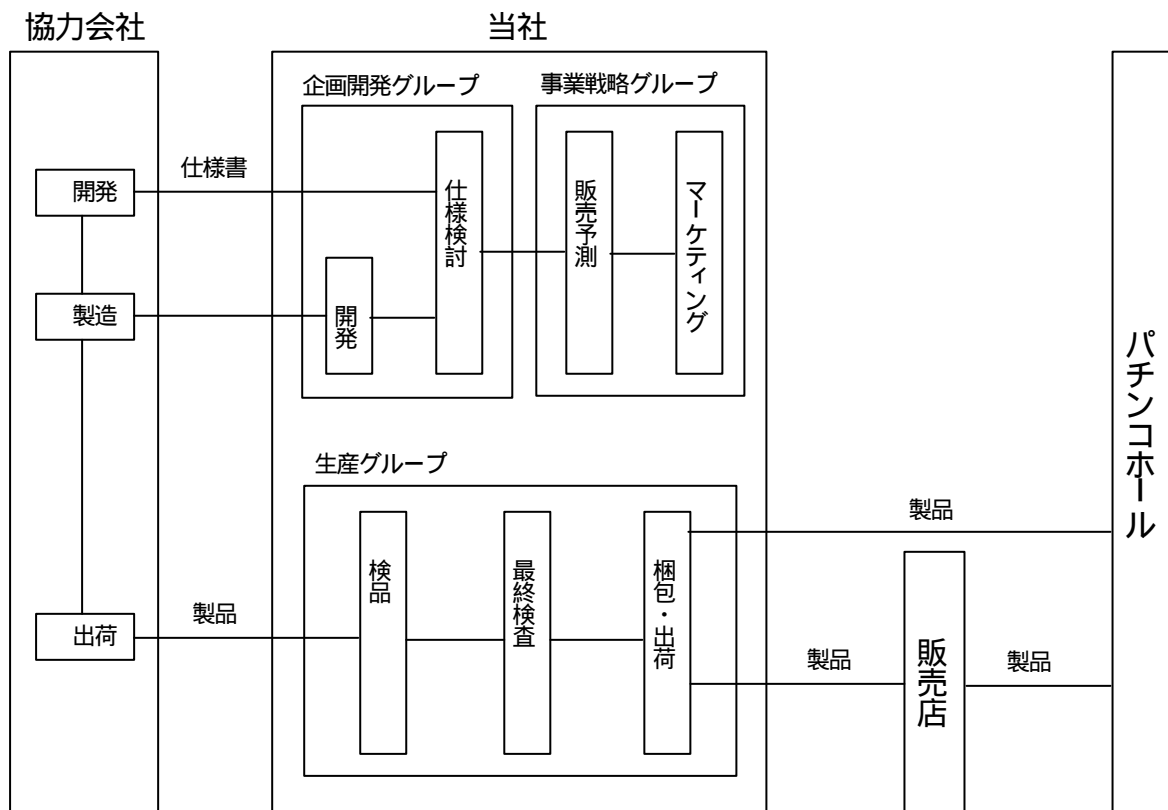 協力会社
当社
企画開発グループ
事業戦略グループ
開発
仕様書
仕様検討
販売予測
マーケティング
製造
開発
パチンコホール
生産グループ
製品
検品
最終検査
梱包・出荷
出荷
製品
製品
販売店
製品